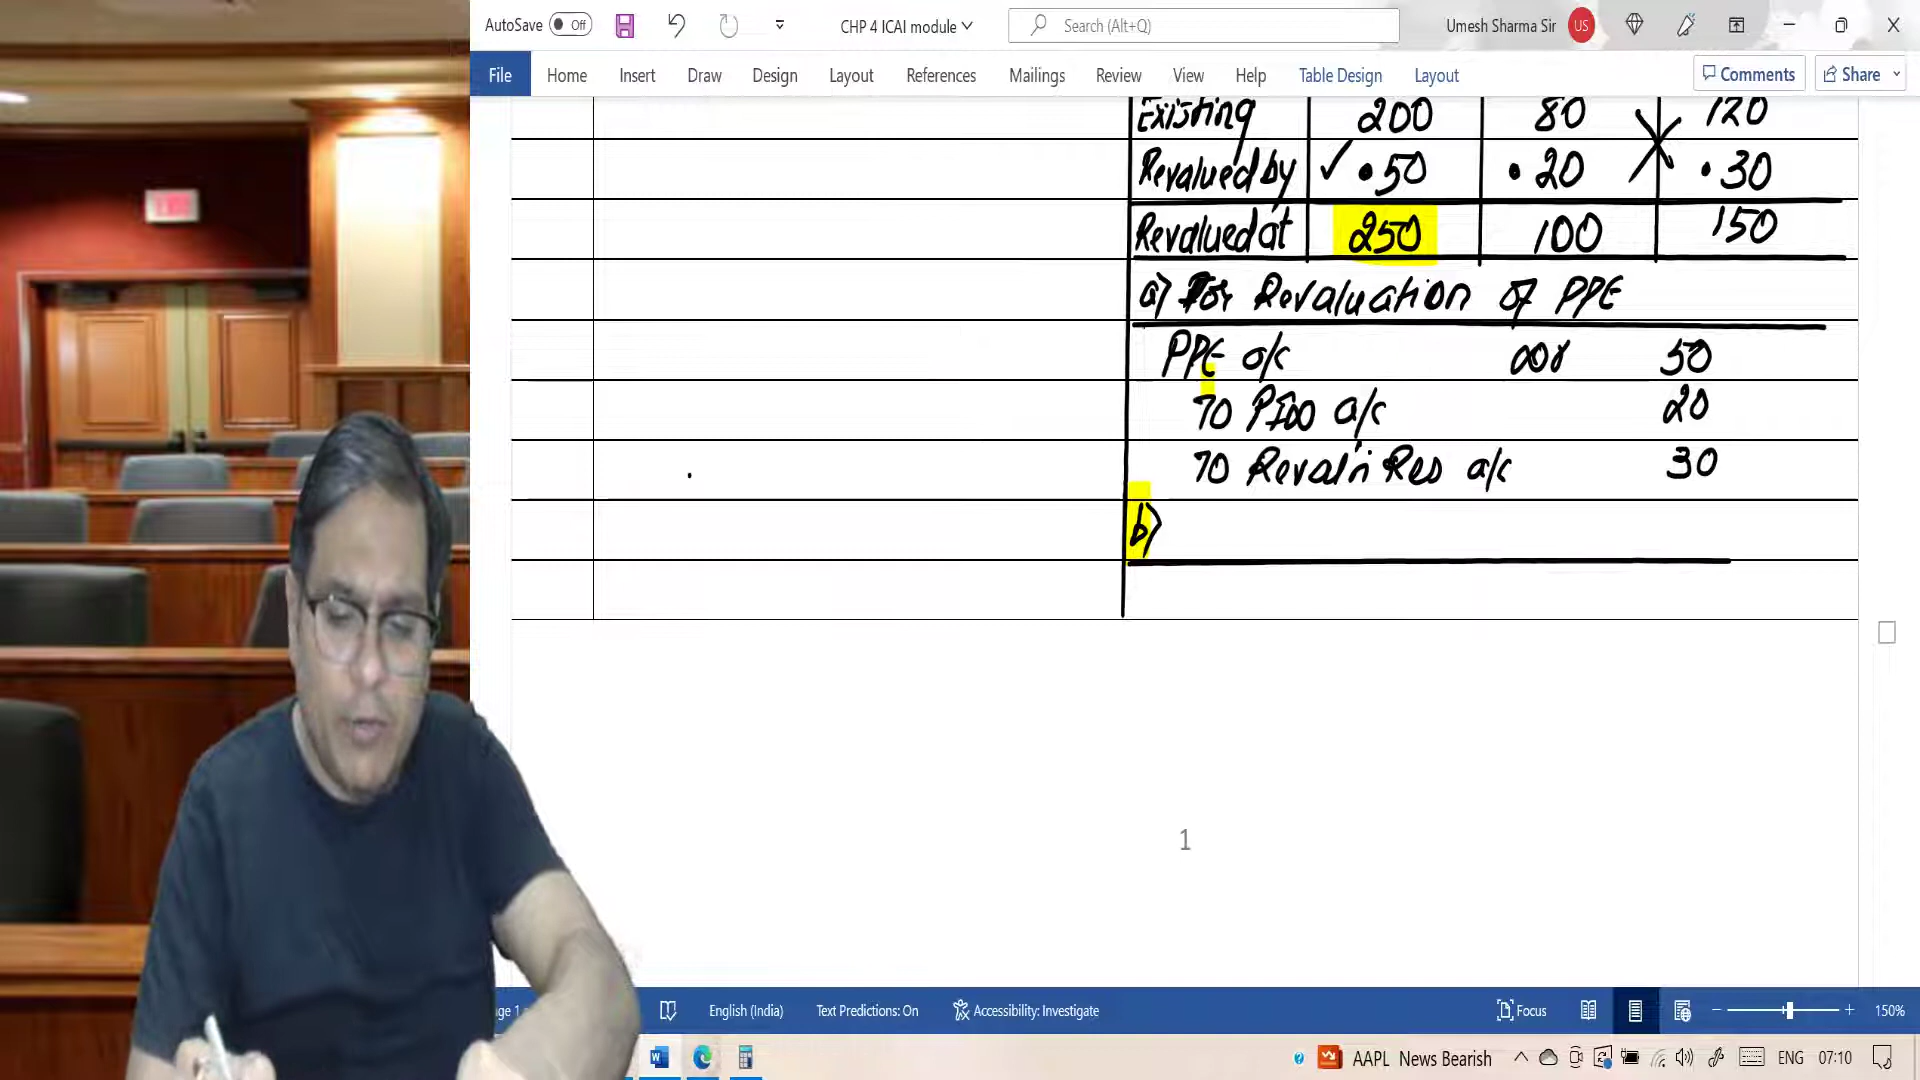 AutoSave Off CHP 4 ICAI module Search (Alt+Q) Umesh Sharma Sir US
File Home Insert Draw Design Layout References Mailings Review View Help Table Design Layout Comments Share
Existing 200 80 120
Revalued by ✓ •50 •20 •30
Revalued at 250 100 150
a) For Revaluation of PPE
PPE a/c 50
To a/c 20
To Revaln Res a/c 30
b)
1
English (India) Text Predictions: On Accessibility: Investigate Focus 150%
AAPL News Bearish ENG 07:10